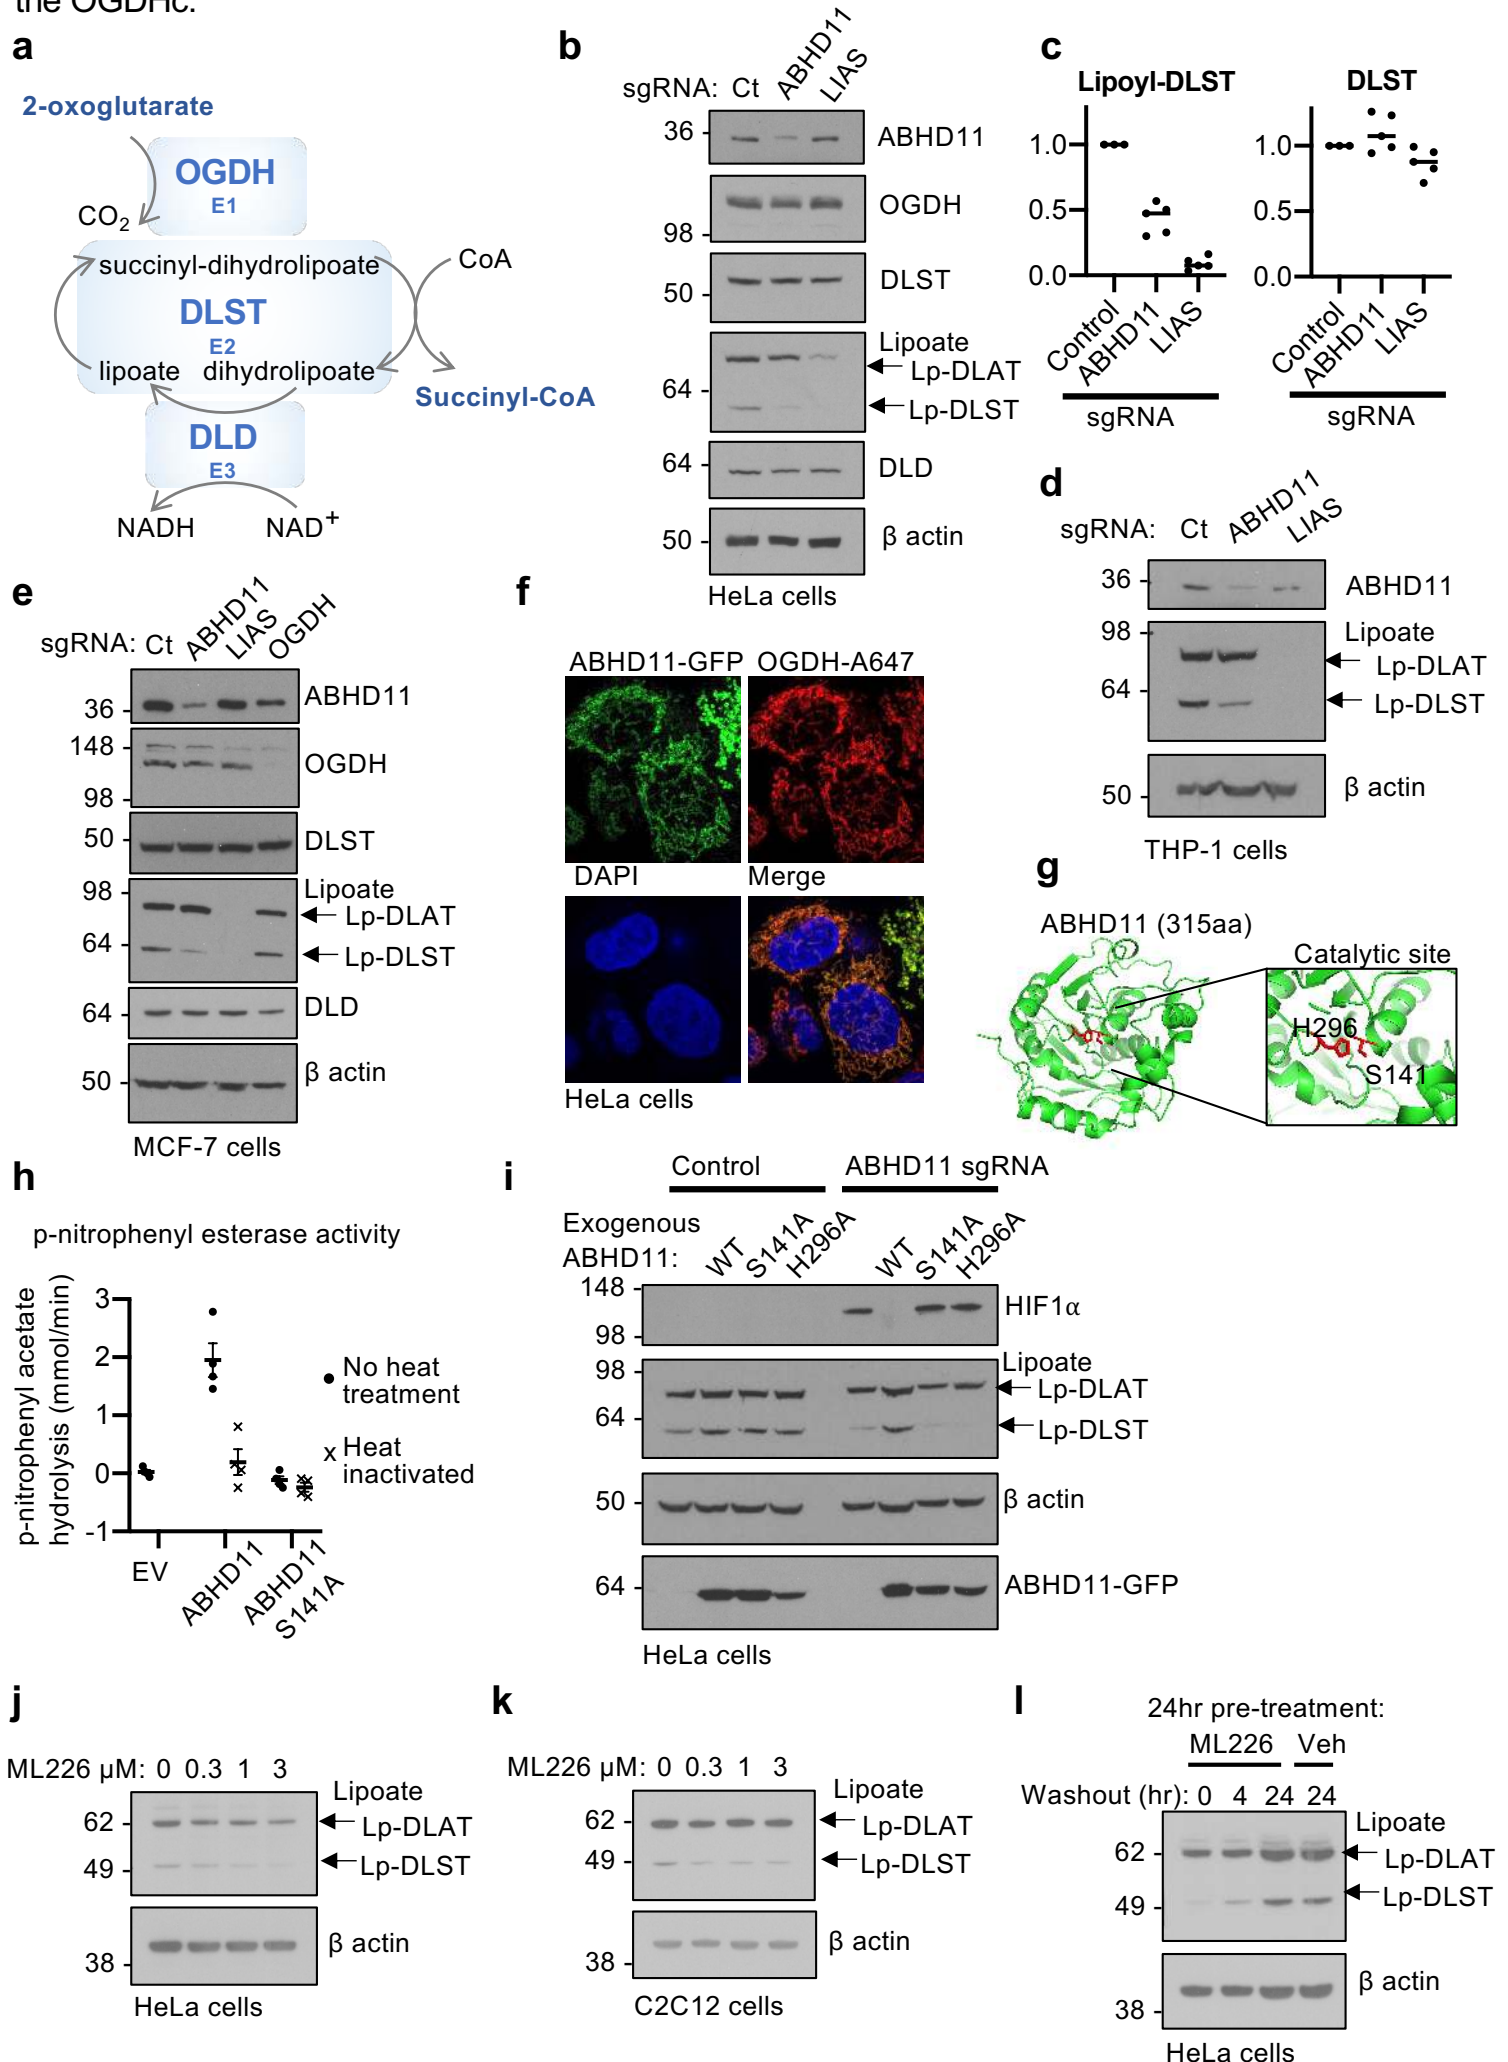 the OGDHc.
a
2-oxoglutarate
OGDH
E1
CO2
succinyl-dihydrolipoate
CoA
DLST
E2
lipoate dihydrolipoate
Succinyl-CoA
DLD
E3
NADH NAD+
b
sgRNA: Ct ABHD11 LIAS
36 - ABHD11
OGDH
98 -
DLST
50 -
Lipoate
Lp-DLAT
64 -
Lp-DLST
64 - DLD
50 - β actin
HeLa cells
c
Lipoyl-DLST DLST
1.0 1.0
0.5 0.5
0.0 0.0
Control ABHD11 LIAS Control ABHD11 LIAS
sgRNA sgRNA
d
sgRNA: Ct ABHD11 LIAS
36 - ABHD11
98 - Lipoate
Lp-DLAT
64 -
Lp-DLST
50 - β actin
THP-1 cells
e
sgRNA: Ct ABHD11 LIAS OGDH
36 - ABHD11
148 -
OGDH
98 -
50 - DLST
98 - Lipoate
Lp-DLAT
64 -
Lp-DLST
64 - DLD
50 - β actin
MCF-7 cells
f
ABHD11-GFP OGDH-A647
DAPI Merge
HeLa cells
g
ABHD11 (315aa)
Catalytic site
H296
S141
h
p-nitrophenyl esterase activity
p-nitrophenyl acetate
hydrolysis (mmol/min)
3
2
1
0
-1
EV ABHD11 ABHD11 S141A
No heat
treatment
x Heat
inactivated
i
Control ABHD11 sgRNA
Exogenous
ABHD11: WT S141A H296A WT S141A H296A
148 -
HIF1α
98 -
98 - Lipoate
Lp-DLAT
64 -
Lp-DLST
50 - β actin
64 - ABHD11-GFP
HeLa cells
j
ML226 µM: 0 0.3 1 3
Lipoate
62 - Lp-DLAT
49 - Lp-DLST
β actin
38 -
HeLa cells
k
ML226 µM: 0 0.3 1 3
Lipoate
62 - Lp-DLAT
49 - Lp-DLST
β actin
38 -
C2C12 cells
l
24hr pre-treatment:
ML226 Veh
Washout (hr): 0 4 24 24
Lipoate
62 - Lp-DLAT
49 - Lp-DLST
β actin
38 -
HeLa cells